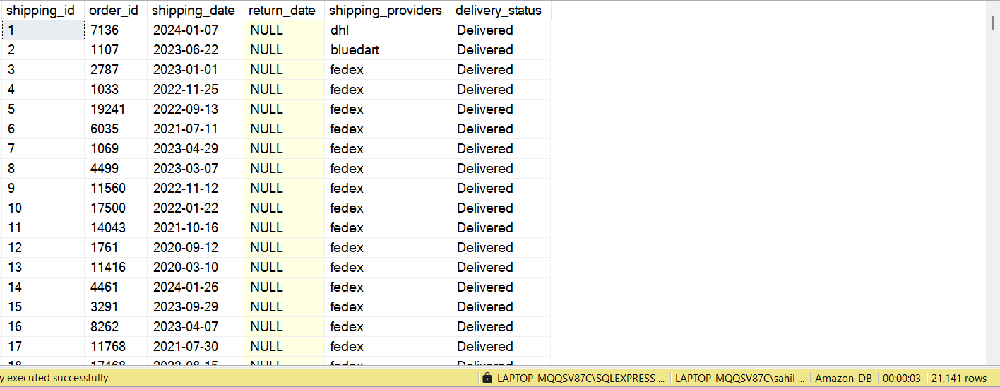 shipping_id order_id shipping_date return_date shipping_providers delivery_status
1 7136 2024-01-07 NULL dhl Delivered
2 1107 2023-06-22 NULL bluedart Delivered
3 2787 2023-01-01 NULL fedex Delivered
4 1033 2022-11-25 NULL fedex Delivered
5 19241 2022-09-13 NULL fedex Delivered
6 6035 2021-07-11 NULL fedex Delivered
7 1069 2023-04-29 NULL fedex Delivered
8 4499 2023-03-07 NULL fedex Delivered
9 11560 2022-11-12 NULL fedex Delivered
10 17500 2022-01-22 NULL fedex Delivered
11 14043 2021-10-16 NULL fedex Delivered
12 1761 2020-09-12 NULL fedex Delivered
13 11416 2020-03-10 NULL fedex Delivered
14 4461 2024-01-26 NULL fedex Delivered
15 3291 2023-09-29 NULL fedex Delivered
16 8262 2023-04-07 NULL fedex Delivered
17 11768 2021-07-30 NULL fedex Delivered
18 17468 2023-08-15 NULL fedex Delivered
y executed successfully. LAPTOP-MQQSV87C\SQLEXPRESS ... LAPTOP-MQQSV87C\sahil ... Amazon_DB 00:00:03 21,141 rows